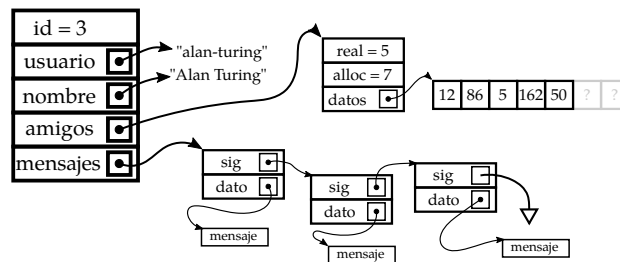 id = 3
usuario
nombre
amigos
mensajes
"alan-turing"
"Alan Turing"
real = 5
alloc = 7
datos
12 86 5 162 50 ? ?
sig
dato
mensaje
sig
dato
mensaje
sig
dato
mensaje